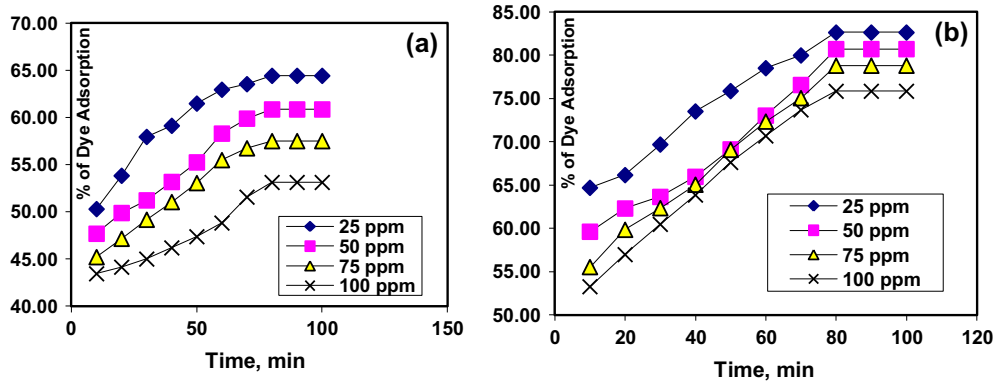 (a)
% of Dye Adsorption
70.00
65.00
60.00
55.00
50.00
45.00
40.00
0
50
100
150
Time, min
25 ppm
50 ppm
75 ppm
100 ppm
(b)
% of Dye Adsorption
85.00
80.00
75.00
70.00
65.00
60.00
55.00
50.00
0
20
40
60
80
100
120
Time, min
25 ppm
50 ppm
75 ppm
100 ppm